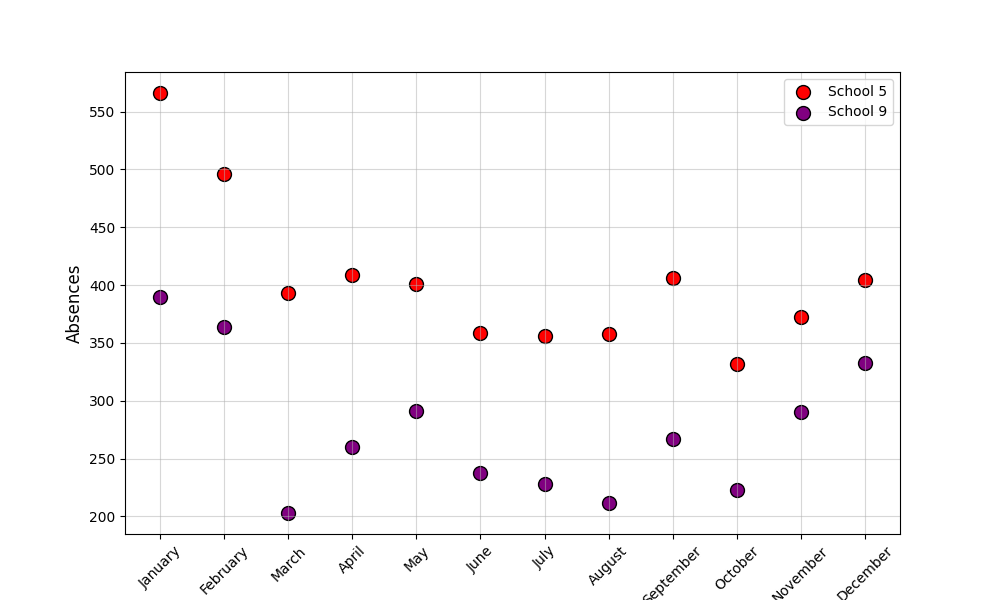 School 5
School 9
Absences
550
500
450
400
350
300
250
200
January
February
March
April
May
June
July
August
September
October
November
December